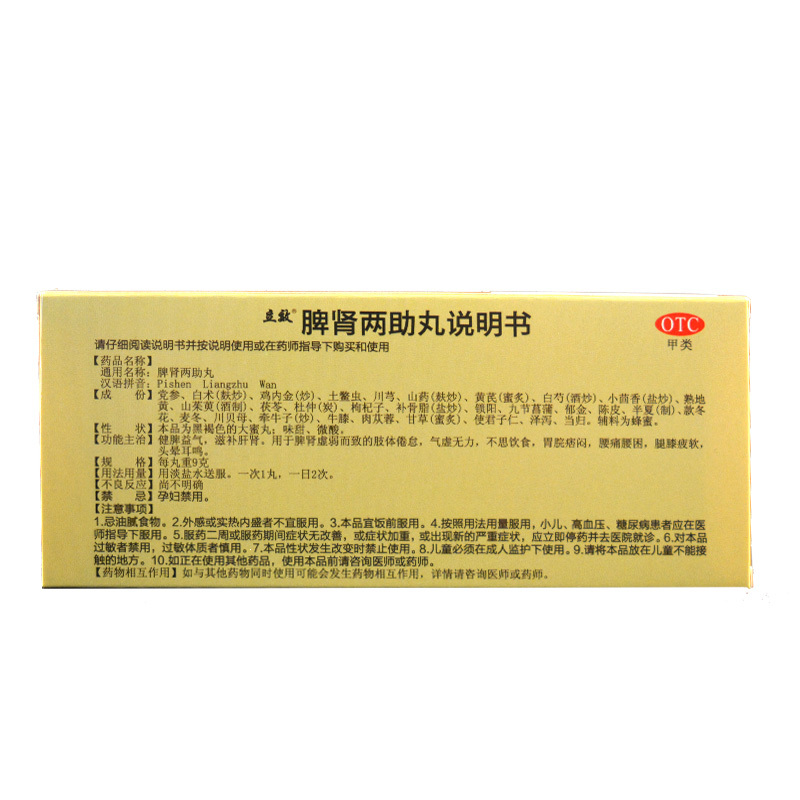 立效® 脾肾两助丸说明书
OTC
甲类
请仔细阅读说明书并按说明使用或在药师指导下购买和使用
【药品名称】
通用名称：脾肾两助丸
汉语拼音：Pishen Liangzhu Wan
【成 份】党参、白术(麸炒)、鸡内金(炒)、土鳖虫、川芎、山药(麸炒)、黄芪(蜜炙)、白芍(酒炒)、小茴香(盐炒)、熟地
黄、山茱萸(酒制)、茯苓、杜仲(炭)、枸杞子、补骨脂(盐炒)、锁阳、九节菖蒲、郁金、陈皮、半夏(制)、款冬
花、麦冬、川贝母、牵牛子(炒)、牛膝、肉苁蓉、甘草(蜜炙)、使君子仁、泽泻、当归。辅料为蜂蜜。
【性 状】本品为黑褐色的大蜜丸；味甜、微酸。
【功能主治】健脾益气，滋补肝肾。用于脾肾虚弱而致的肢体倦怠，气虚无力，不思饮食，胃脘痞闷，腰痛腰困，腿膝疲软，
头晕耳鸣。
【规 格】每丸重9克
【用法用量】用淡盐水送服。一次1丸，一日2次。
【不良反应】尚不明确
【禁 忌】孕妇禁用。
【注意事项】
1.忌油腻食物。2.外感或实热内盛者不宜服用。3.本品宜饭前服用。4.按照用法用量服用，小儿、高血压、糖尿病患者应在医
师指导下服用。5.服药二周或服药期间症状无改善，或症状加重，或出现新的严重症状，应立即停药并去医院就诊。6.对本品
过敏者禁用，过敏体质者慎用。7.本品性状发生改变时禁止使用。8.儿童必须在成人监护下使用。9.请将本品放在儿童不能接
触的地方。10.如正在使用其他药品，使用本品前请咨询医师或药师。
【药物相互作用】如与其他药物同时使用可能会发生药物相互作用，详情请咨询医师或药师。